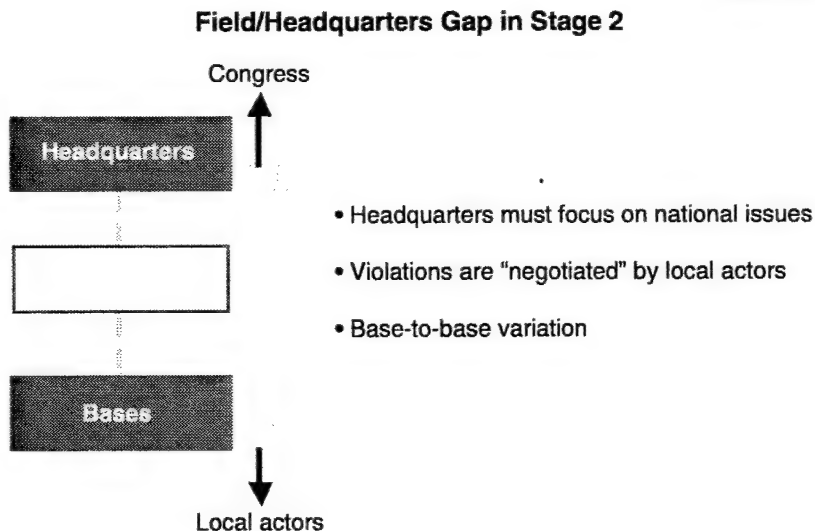 Field/Headquarters Gap in Stage 2
Congress
Headquarters
• Headquarters must focus on national issues
• Violations are “negotiated” by local actors
• Base-to-base variation
Bases
Local actors